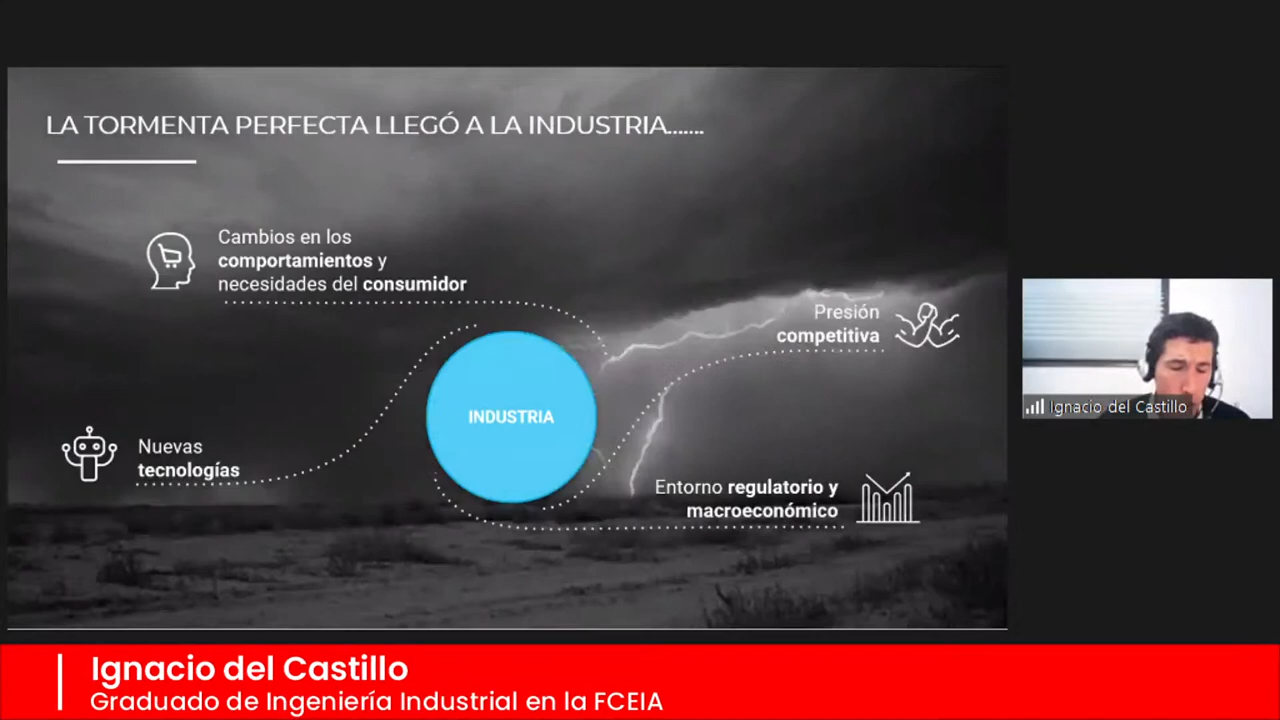 LA TORMENTA PERFECTA LLEGÓ A LA INDUSTRIA.......
Cambios en los
comportamientos y
necesidades del consumidor
Presión
competitiva
INDUSTRIA
Nuevas
tecnologías
Entorno regulatorio y
macroeconómico
Ignacio del Castillo
Ignacio del Castillo
Graduado de Ingeniería Industrial en la FCEIA